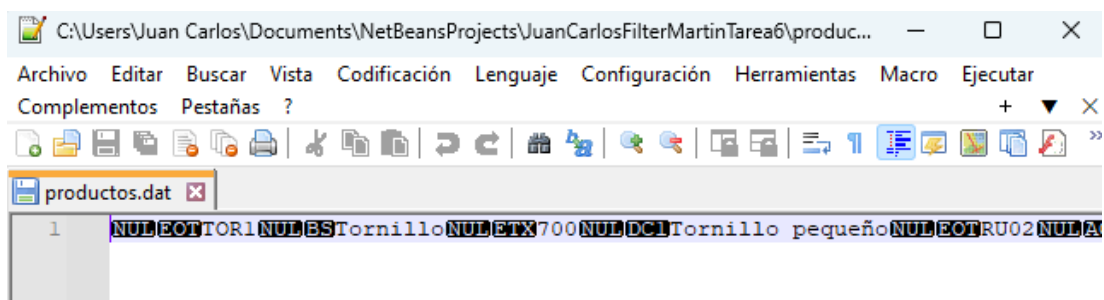 C:\Users\Juan Carlos\Documents\NetBeansProjects\JuanCarlosFilterMartinTarea6\produc...
Archivo Editar Buscar Vista Codificación Lenguaje Configuración Herramientas Macro Ejecutar
Complementos Pestañas ?
productos.dat
1 NULEOTTOR1NULBSTornilloNULETX700NULDC1Tornillo pequeñoNULEOTRU02NUL